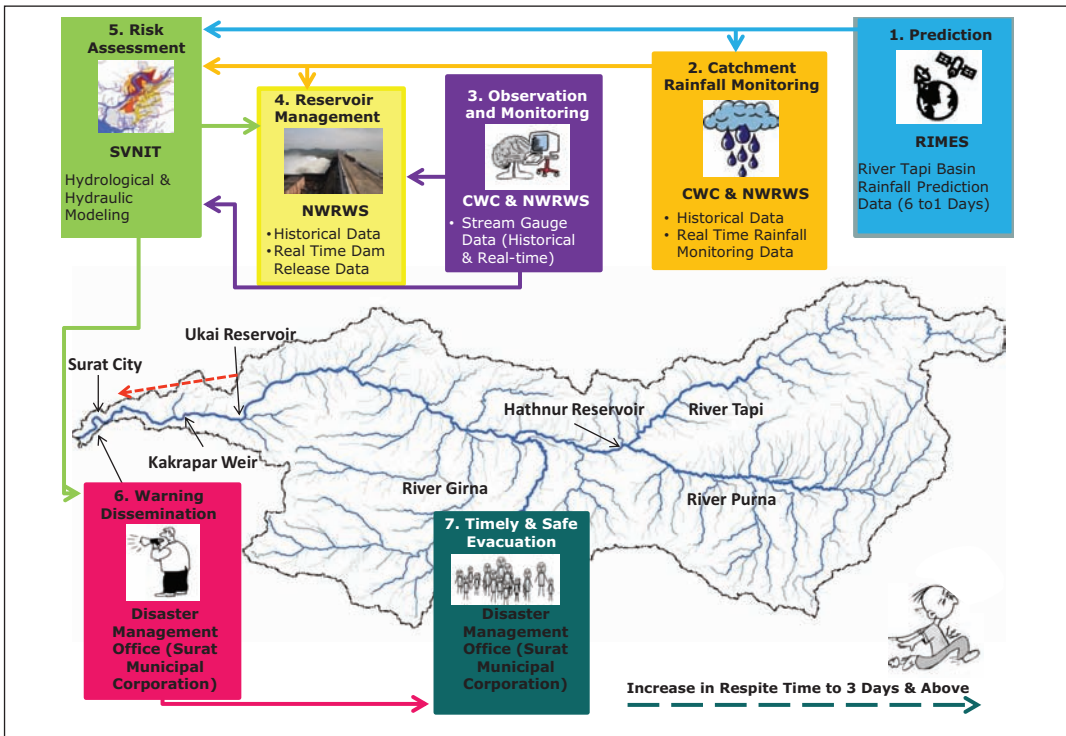 5. Risk
Assessment
SVNIT
Hydrological &
Hydraulic
Modeling
4. Reservoir
Management
NWRWS
•Historical Data
•Real Time Dam
Release Data
3. Observation
and Monitoring
CWC & NWRWS
• Stream Gauge
Data (Historical
& Real-time)
2. Catchment
Rainfall Monitoring
CWC & NWRWS
• Historical Data
• Real Time Rainfall
Monitoring Data
1. Prediction
RIMES
River Tapi Basin
Rainfall Prediction
Data (6 to1 Days)
Ukai Reservoir
Surat City
Kakrapar Weir
Hathnur Reservoir
River Tapi
River Girna
River Purna
6. Warning
Dissemination
Disaster
Management
Office (Surat
Municipal
Corporation)
7. Timely & Safe
Evacuation
Disaster
Management
Office (Surat
Municipal
Corporation)
Increase in Respite Time to 3 Days & Above